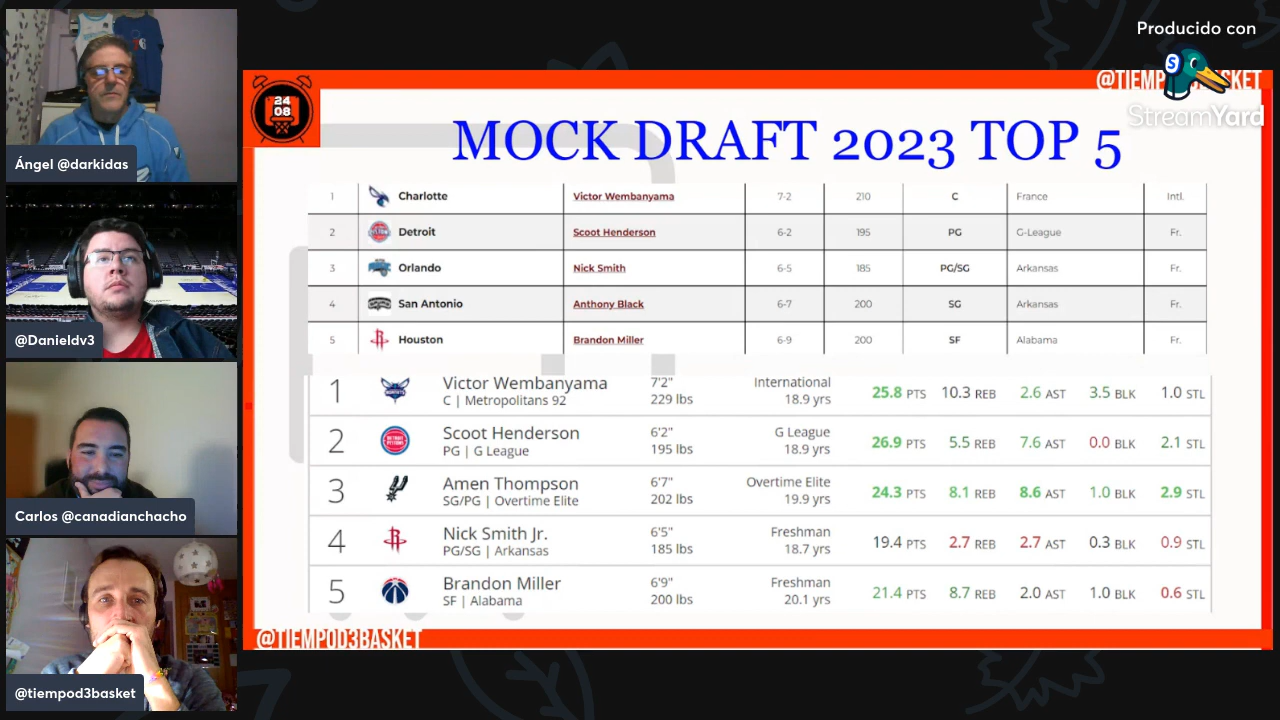 Producido con
StreamYard
S
@TIEMPOD3BASKET
24
08
MOCK DRAFT 2023 TOP 5
1 Charlotte Victor Wembanyama 7-2 210 C France Intl.
2 Detroit Scoot Henderson 6-2 195 PG G-League Fr.
3 Orlando Nick Smith 6-5 185 PG/SG Arkansas Fr.
4 San Antonio Anthony Black 6-7 200 SG Arkansas Fr.
5 Houston Brandon Miller 6-9 200 SF Alabama Fr.
1 Victor Wembanyama 7'2" International 25.8 PTS 10.3 REB 2.6 AST 3.5 BLK 1.0 STL
C | Metropolitans 92 229 lbs 18.9 yrs
2 Scoot Henderson 6'2" G League 26.9 PTS 5.5 REB 7.6 AST 0.0 BLK 2.1 STL
PG | G League 195 lbs 18.9 yrs
3 Amen Thompson 6'7" Overtime Elite 24.3 PTS 8.1 REB 8.6 AST 1.0 BLK 2.9 STL
SG/PG | Overtime Elite 202 lbs 19.9 yrs
4 Nick Smith Jr. 6'5" Freshman 19.4 PTS 2.7 REB 2.7 AST 0.3 BLK 0.9 STL
PG/SG | Arkansas 185 lbs 18.7 yrs
5 Brandon Miller 6'9" Freshman 21.4 PTS 8.7 REB 2.0 AST 1.0 BLK 0.6 STL
SF | Alabama 200 lbs 20.1 yrs
@TIEMPOD3BASKET
Ángel @darkidas
@Danieldv3
Carlos @canadianchacho
@tiempod3basket